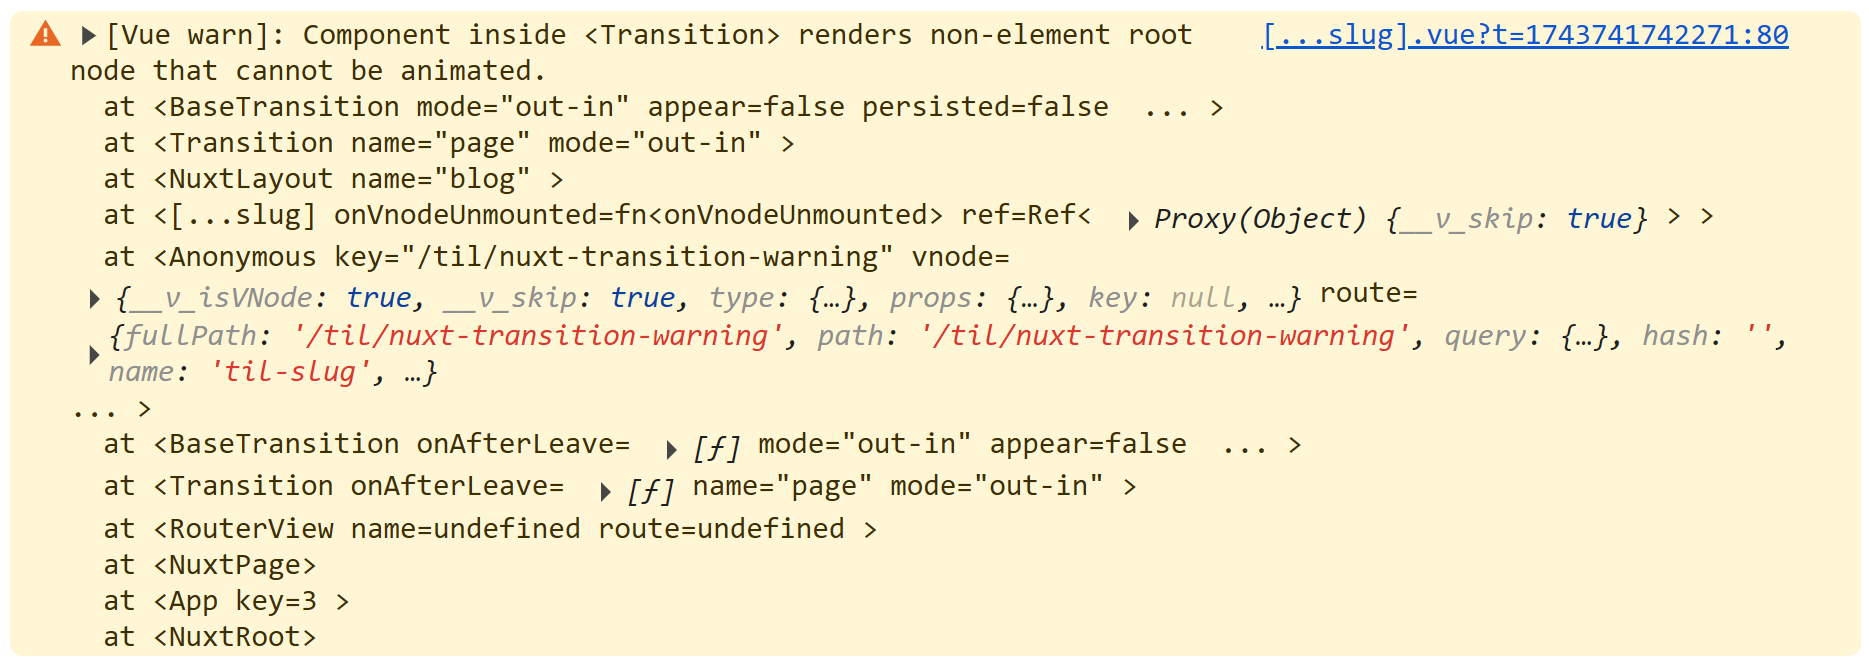 [Vue warn]: Component inside <Transition> renders non-element root [...slug].vue?t=1743741742271:80
node that cannot be animated.
at <BaseTransition mode="out-in" appear=false persisted=false ... >
at <Transition name="page" mode="out-in" >
at <NuxtLayout name="blog" >
at <[...slug] onVnodeUnmounted=fn<onVnodeUnmounted> ref=Ref< Proxy(Object) {__v_skip: true} > >
at <Anonymous key="/til/nuxt-transition-warning" vnode=
{__v_isVNode: true, __v_skip: true, type: {…}, props: {…}, key: null, …} route=
{fullPath: '/til/nuxt-transition-warning', path: '/til/nuxt-transition-warning', query: {…}, hash: '',
name: 'til-slug', …}
... >
at <BaseTransition onAfterLeave= [ƒ] mode="out-in" appear=false ... >
at <Transition onAfterLeave= [ƒ] name="page" mode="out-in" >
at <RouterView name=undefined route=undefined >
at <NuxtPage>
at <App key=3 >
at <NuxtRoot>